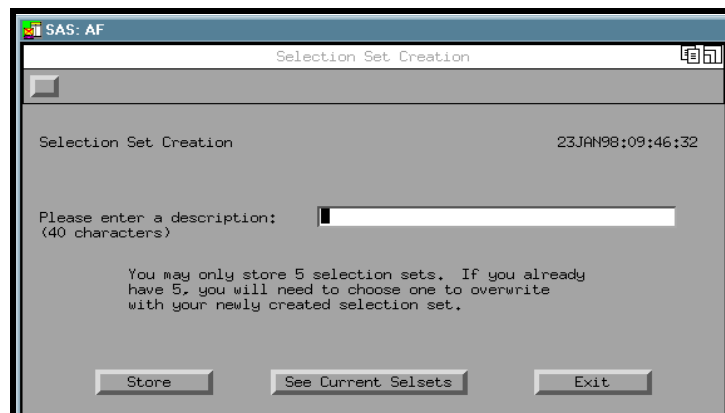 SAS: AF
Selection Set Creation
Selection Set Creation 23JAN98:09:46:32
Please enter a description:
(40 characters)
You may only store 5 selection sets. If you already
have 5, you will need to choose one to overwrite
with your newly created selection set.
Store See Current Selsets Exit